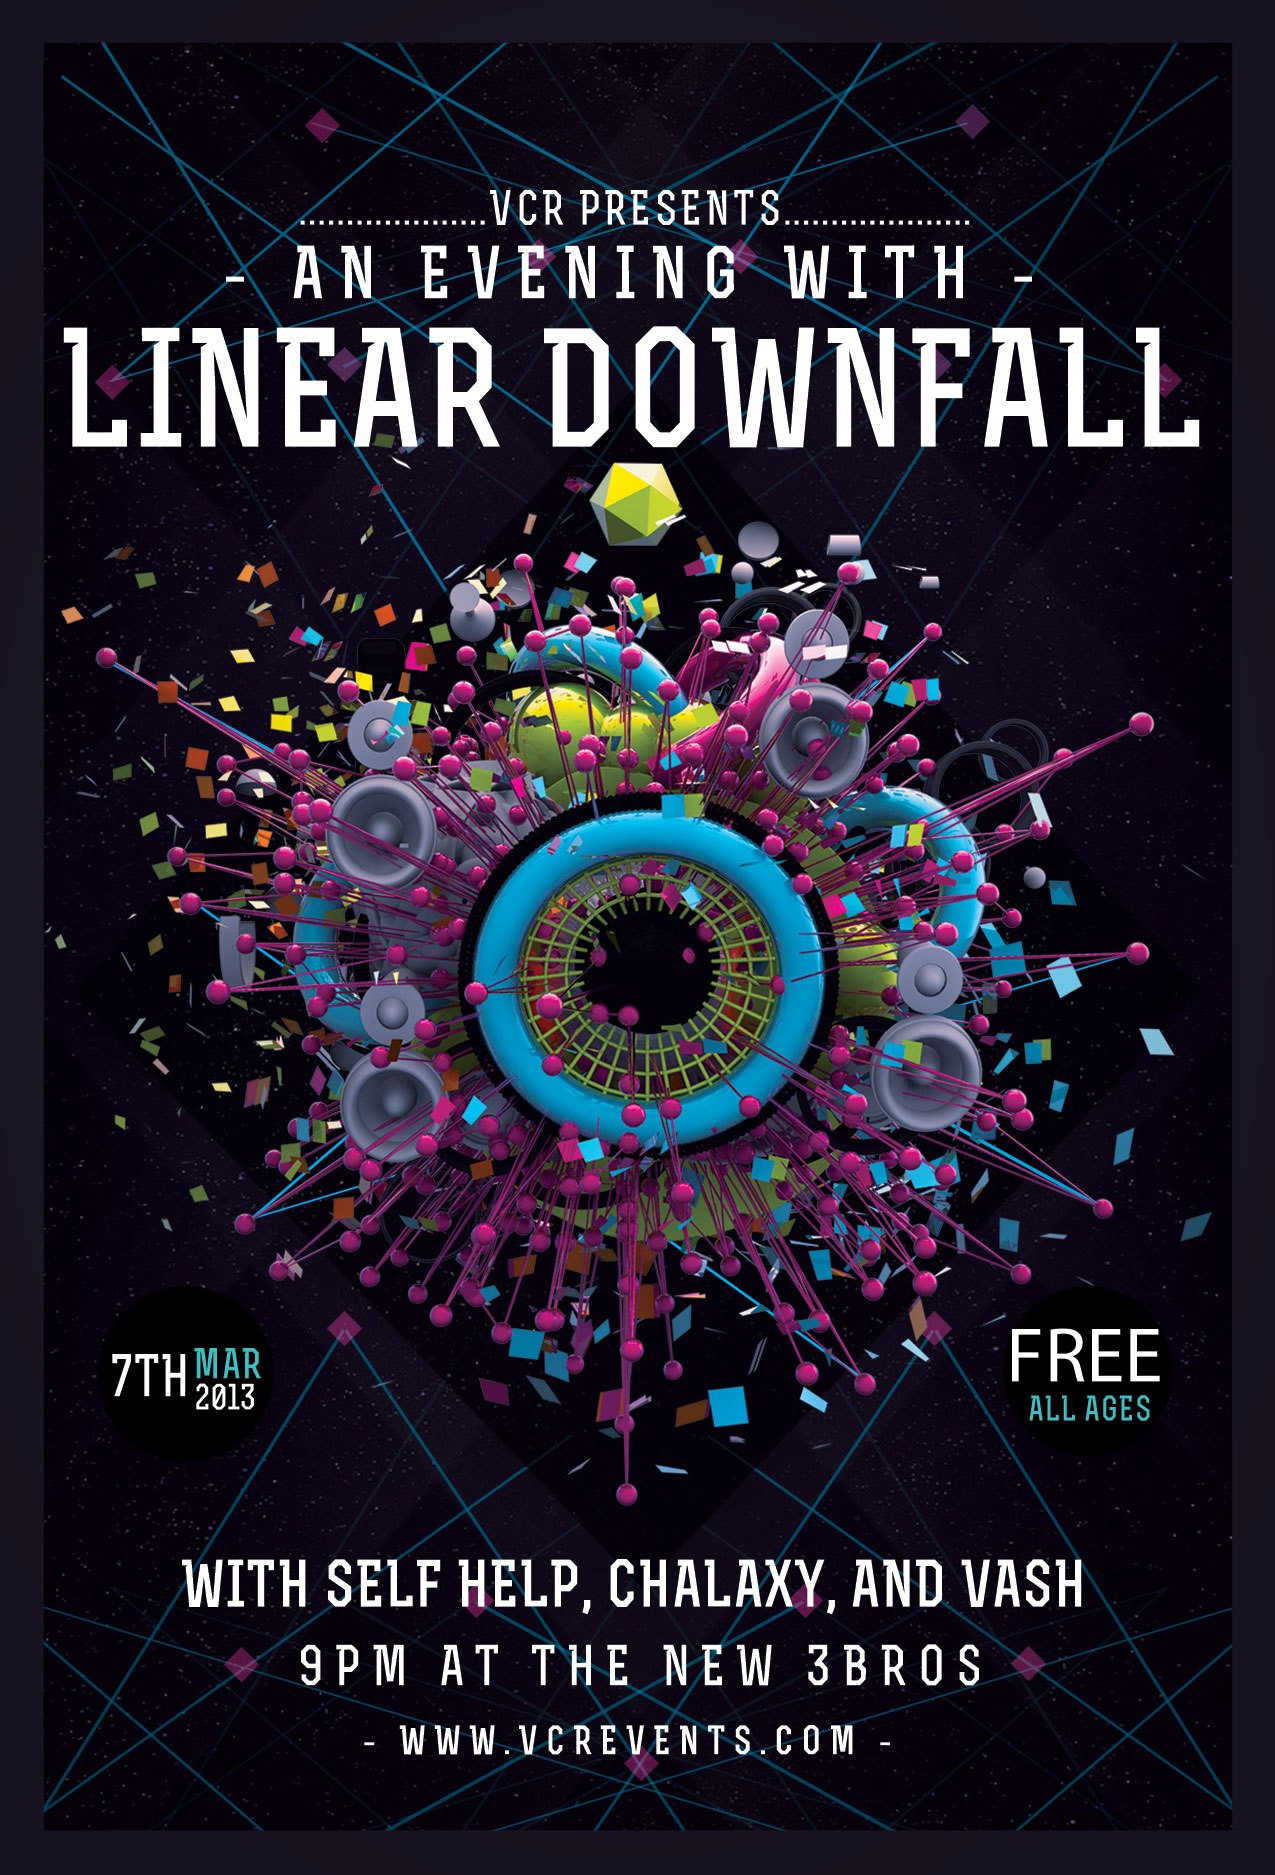 VCR PRESENTS
- AN EVENING WITH -
LINEAR DOWNFALL
7TH MAR 2013
FREE
ALL AGES
WITH SELF HELP, CHALAXY, AND VASH
9PM AT THE NEW 3BROS
- WWW.VCREVENTS.COM -